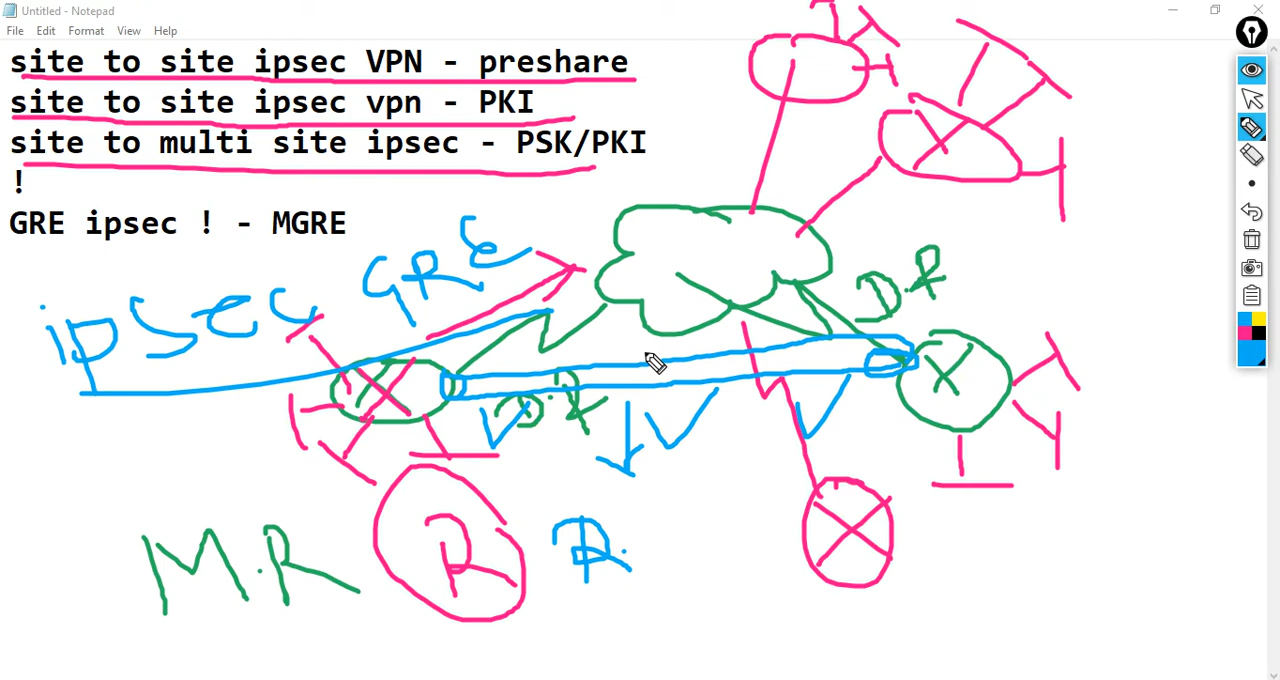 Untitled - Notepad
File Edit Format View Help
site to site ipsec VPN - preshare
site to site ipsec vpn - PKI
site to multi site ipsec - PSK/PKI
!
GRE ipsec ! - MGRE
ipsec GRE
D.R
D.R
M.R R R.